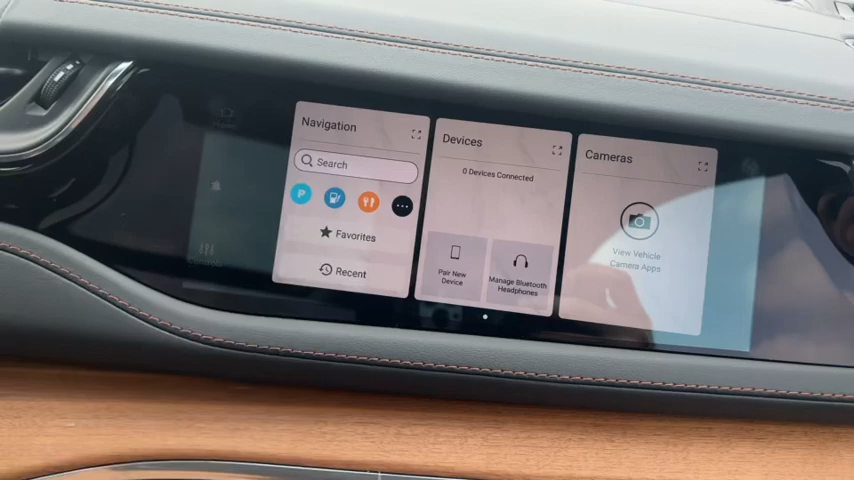 Navigation
Search
P
Favorites
Recent
Devices
0 Devices Connected
Pair New
Device
Manage Bluetooth
Headphones
Cameras
View Vehicle
Camera Apps